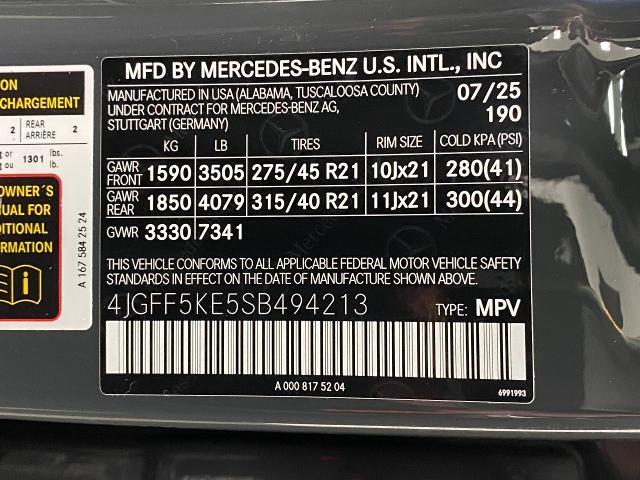 ON
CHARGEMENT
2 | REAR ARRIÈRE 2
or
ou 1301 lbs. lb.
OWNER'S
UAL FOR
DITIONAL
ORMATION
A 167 584 25 24
MFD BY MERCEDES-BENZ U.S. INTL., INC
MANUFACTURED IN USA (ALABAMA, TUSCALOOSA COUNTY) 07/25
UNDER CONTRACT FOR MERCEDES-BENZ AG, 190
STUTTGART (GERMANY)
KG LB TIRES RIM SIZE COLD KPA (PSI)
GAWR FRONT 1590 3505 275/45 R21 10Jx21 280(41)
GAWR REAR 1850 4079 315/40 R21 11Jx21 300(44)
GVWR 3330 7341
THIS VEHICLE CONFORMS TO ALL APPLICABLE FEDERAL MOTOR VEHICLE SAFETY
STANDARDS IN EFFECT ON THE DATE OF MANUFACTURE SHOWN ABOVE.
4JGFF5KE5SB494213 TYPE: MPV
A 000 817 52 04
6991993